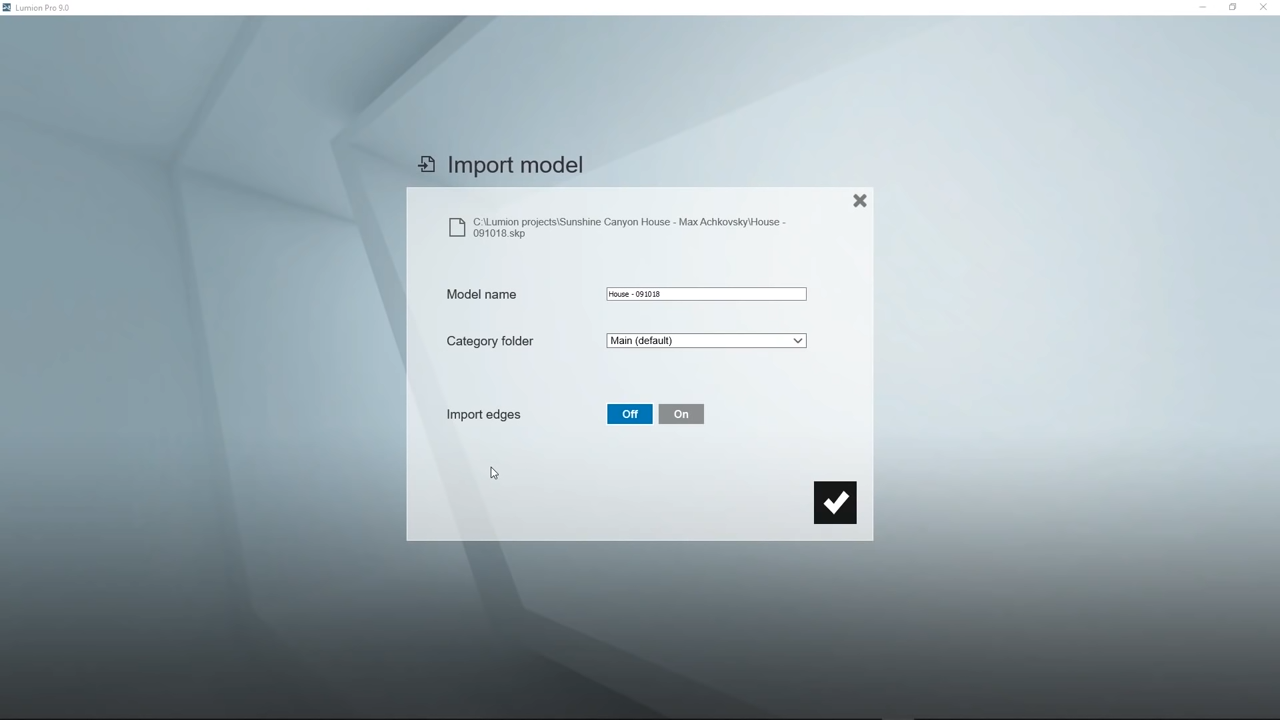 Lumion Pro 9.0
Import model
C:\Lumion projects\Sunshine Canyon House - Max Achkovsky\House -
091018.skp
Model name
House - 091018
Category folder
Main (default)
Import edges
Off
On